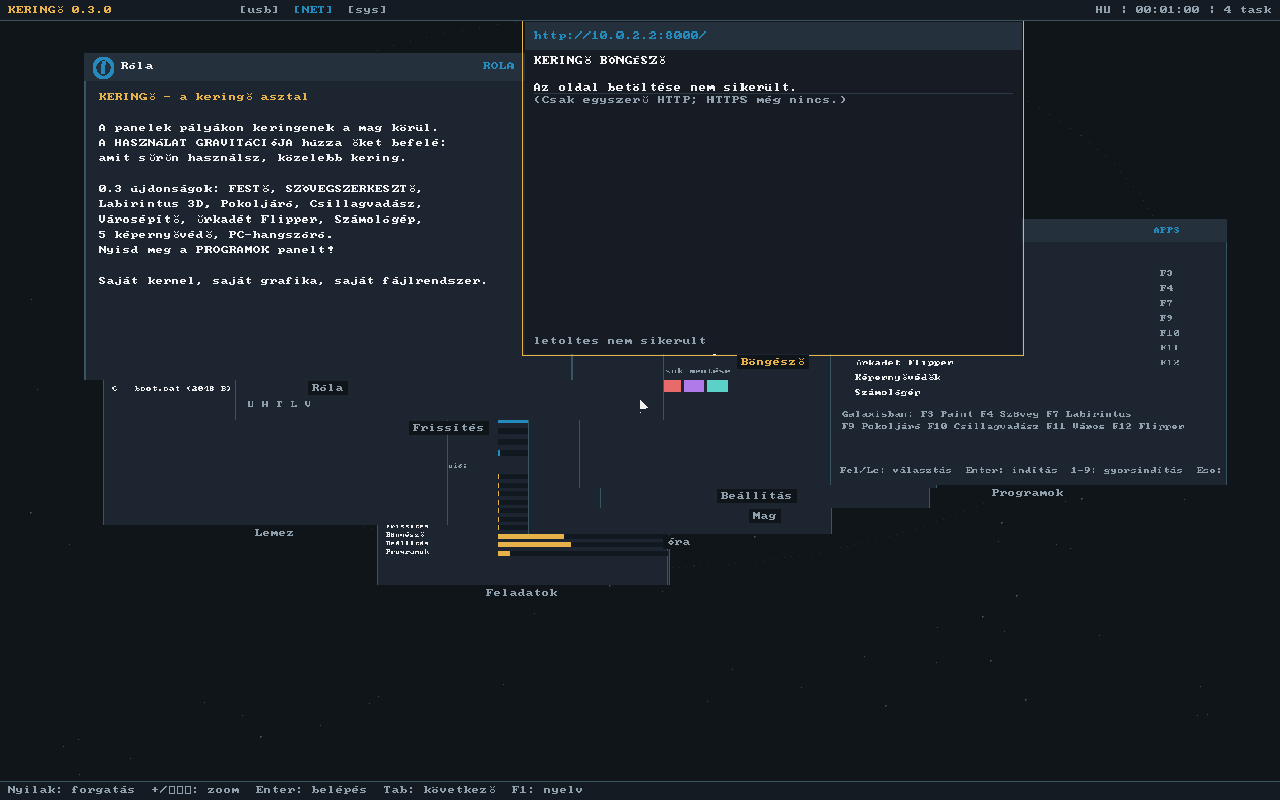 KERINGŐ 0.3.0
[usb] [NET] [sys]
HU | 00:01:00 | 4 task
Róla
RÓLA
KERINGŐ - a keringő asztal
A panelek pályákon keringenek a mag körül.
A HASZNÁLAT GRAVITÁCIÓJA húzza őket befelé:
amit sűrűn használsz, közelebb kering.
0.3 újdonságok: FESTŐ, SZÖVEGSZERKESZTŐ,
Labirintus 3D, Pokoljáró, Csillagvadász,
Városépítő, Űrkadét Flipper, Számológép,
5 képernyővédő, PC-hangszóró.
Nyisd meg a PROGRAMOK panelt!
Saját kernel, saját grafika, saját fájlrendszer.
http://10.0.2.2:8000/
KERINGŐ BÖNGÉSZŐ
Az oldal betöltése nem sikerült.
(Csak egyszerű HTTP; HTTPS még nincs.)
letoltes nem sikerult
Böngésző
APPS
F3
F4
F7
F9
F10
F11
F12
Űrkadét Flipper
Képernyővédők
Számológép
Galaxisban: F3 Paint F4 Szöveg F7 Labirintus
F9 Pokoljáró F10 Csillagvadász F11 Város F12 Flipper
Fel/Le: választás Enter: indítás 1-9: gyorsindítás Esc:
Programok
boot.bat (2048 B)
Róla
U H T L V
Frissítés
sok mentése
Beállítás
Mag
Lemez
Frissítés
Böngésző
Beállítás
Programok
óra
Feladatok
Nyilak: forgatás +/□□□: zoom Enter: belépés Tab: következő F1: nyelv